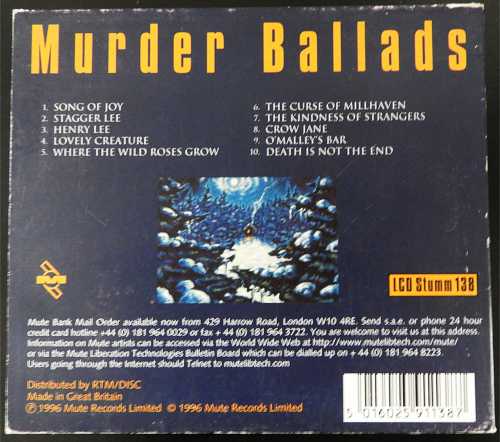 Murder Ballads
1. SONG OF JOY
2. STAGGER LEE
3. HENRY LEE
4. LOVELY CREATURE
5. WHERE THE WILD ROSES GROW
6. THE CURSE OF MILLHAVEN
7. THE KINDNESS OF STRANGERS
8. CROW JANE
9. O'MALLEY'S BAR
10. DEATH IS NOT THE END
LCD Stumm 138
Mute Bank Mail Order available now from 429 Harrow Road, London W10 4RE. Send s.a.e. or phone 24 hour
credit card hotline +44 (0) 181 964 0029 or fax + 44 (0) 181 964 3722. You are welcome to visit us at this address.
Information on Mute artists can be accessed via the World Wide Web at http://www.mutelibtech.com/mute/
or via the Mute Liberation Technologies Bulletin Board which can be dialled up on + 44 (0) 181 964 8223.
Users going through the Internet should Telnet to mutelibtech.com
Distributed by RTM/DISC
Made in Great Britain
℗ 1996 Mute Records Limited © 1996 Mute Records Limited
5 016025 911387